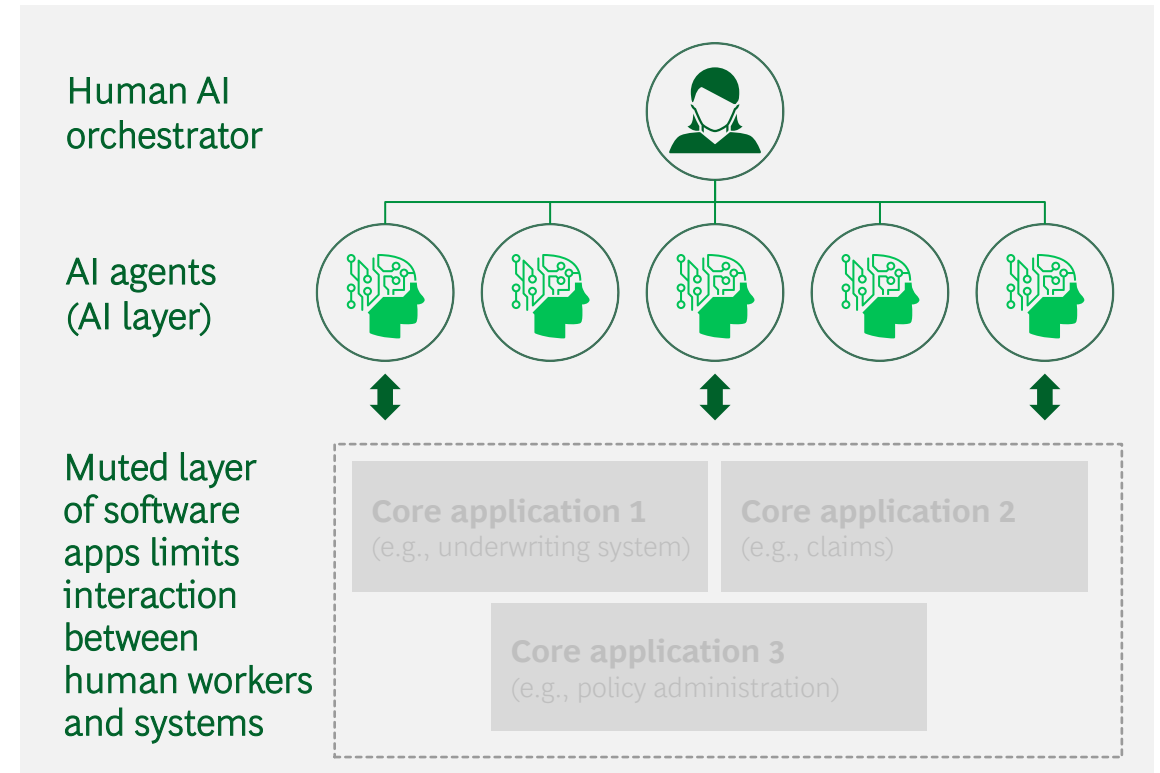 Human AI
orchestrator
AI agents
(AI layer)
Muted layer
of software
apps limits
interaction
between
human workers
and systems
Core application 1
(e.g., underwriting system)
Core application 2
(e.g., claims)
Core application 3
(e.g., policy administration)